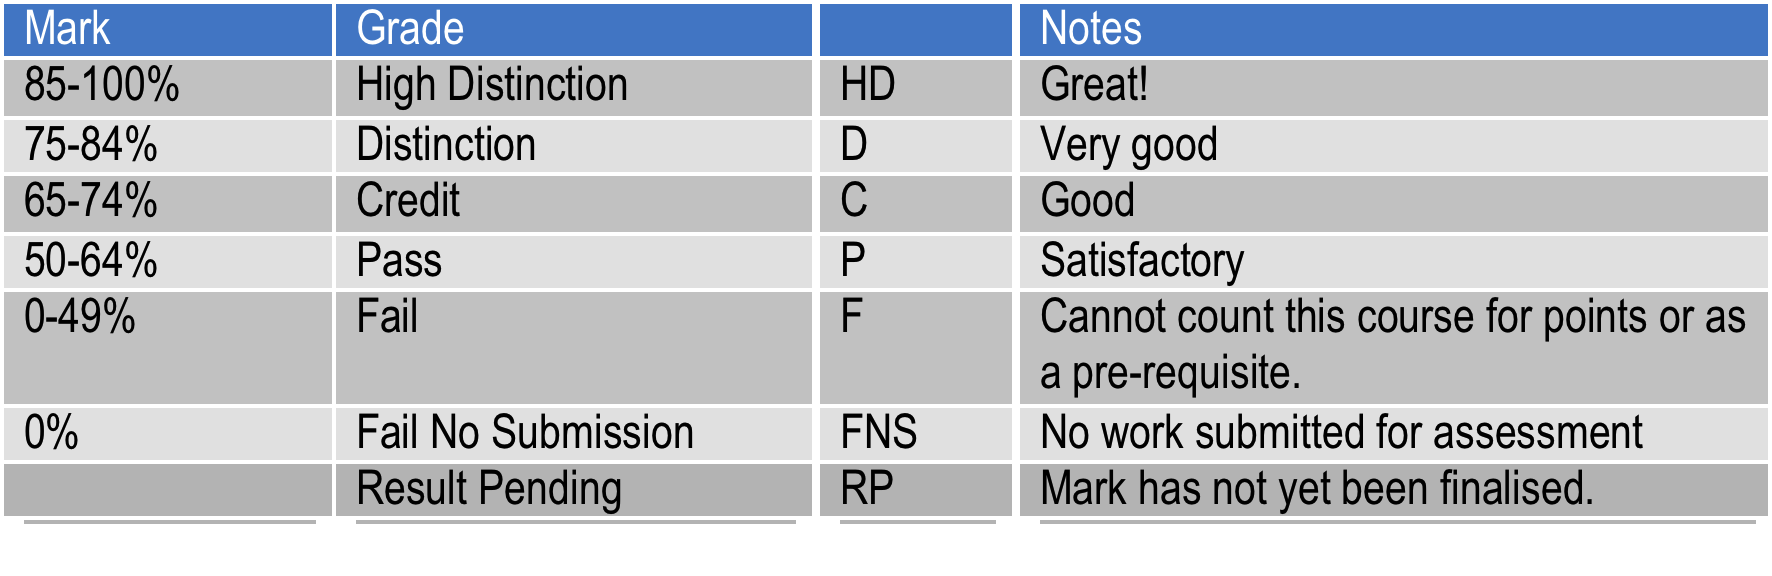 Mark Grade Notes
85-100% High Distinction HD Great!
75-84% Distinction D Very good
65-74% Credit C Good
50-64% Pass P Satisfactory
0-49% Fail F Cannot count this course for points or as
a pre-requisite.
0% Fail No Submission FNS No work submitted for assessment
Result Pending RP Mark has not yet been finalised.